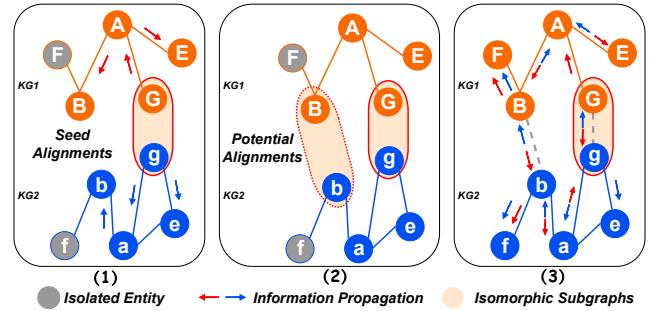 A
F
E
KG1
B
G
Seed
Alignments
g
b
KG2
e
f
a
(1)
A
F
E
KG1
B
G
Potential
Alignments
g
b
KG2
e
f
a
(2)
A
F
E
KG1
B
G
g
b
KG2
e
f
a
(3)
Isolated Entity
Information Propagation
Isomorphic Subgraphs